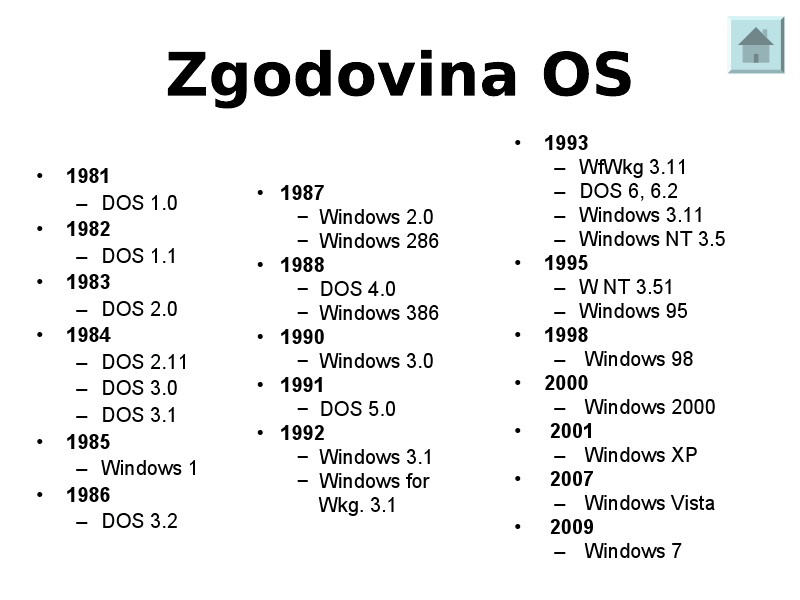 Zgodovina OS
• 1981
– DOS 1.0
• 1982
– DOS 1.1
• 1983
– DOS 2.0
• 1984
– DOS 2.11
– DOS 3.0
– DOS 3.1
• 1985
– Windows 1
• 1986
– DOS 3.2
• 1987
– Windows 2.0
– Windows 286
• 1988
– DOS 4.0
– Windows 386
• 1990
– Windows 3.0
• 1991
– DOS 5.0
• 1992
– Windows 3.1
– Windows for
Wkg. 3.1
• 1993
– WfWkg 3.11
– DOS 6, 6.2
– Windows 3.11
– Windows NT 3.5
• 1995
– W NT 3.51
– Windows 95
• 1998
– Windows 98
• 2000
– Windows 2000
• 2001
– Windows XP
• 2007
– Windows Vista
• 2009
– Windows 7